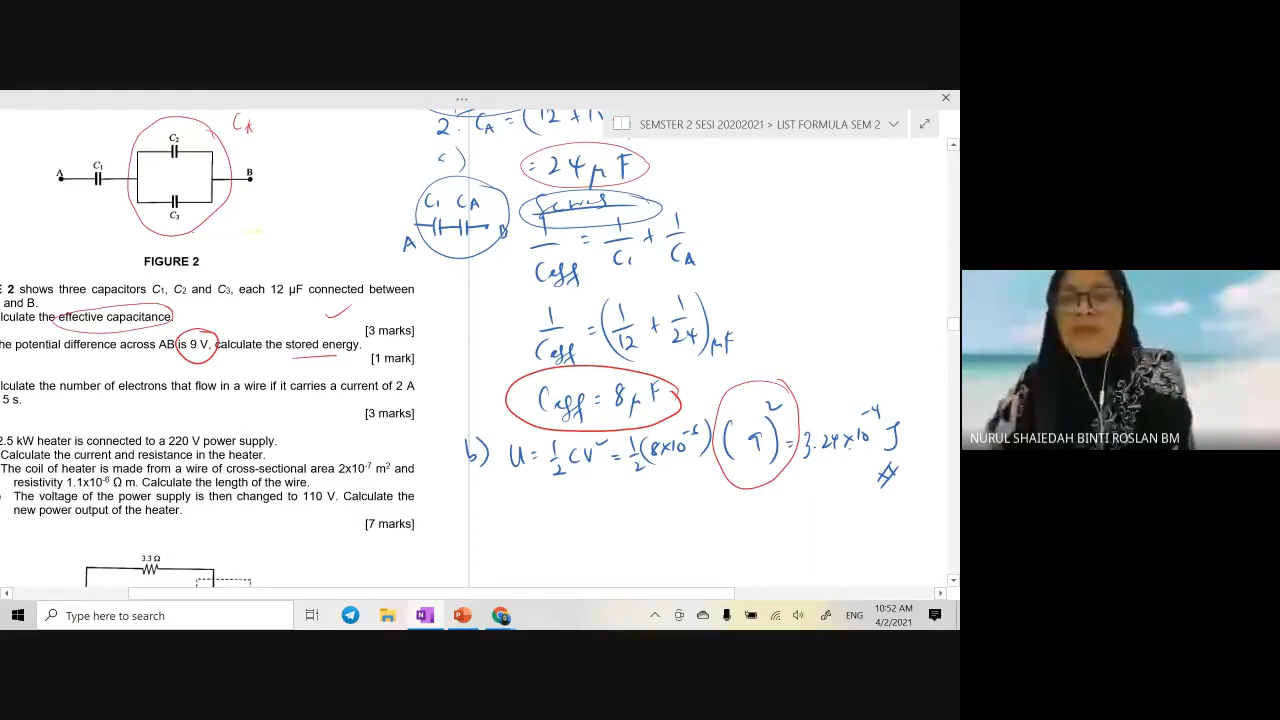 2. CA = (12 + 1
SEMSTER 2 SESI 20202021 > LIST FORMULA SEM 2
= 24 μF
CA
C2
C1
A
B
C3
C1 CA
A B
Series
1/Ceff = 1/C1 + 1/CA
1/Ceff = (1/12 + 1/24) μF
Ceff = 8 μF
b) U = 1/2 CV² = 1/2 (8x10⁻⁶) (9)² = 3.24 x 10⁻⁴ J
FIGURE 2
E 2 shows three capacitors C1, C2 and C3, each 12 μF connected between
and B.
lculate the effective capacitance.
[3 marks]
he potential difference across AB is 9 V, calculate the stored energy.
[1 mark]
lculate the number of electrons that flow in a wire if it carries a current of 2 A
5 s.
[3 marks]
2.5 kW heater is connected to a 220 V power supply.
Calculate the current and resistance in the heater.
The coil of heater is made from a wire of cross-sectional area 2x10⁻⁷ m² and
resistivity 1.1x10⁻⁶ Ω m. Calculate the length of the wire.
The voltage of the power supply is then changed to 110 V. Calculate the
new power output of the heater.
[7 marks]
3.3 Ω
NURUL SHAIEDAH BINTI ROSLAN BM
Type here to search
ENG
10:52 AM
4/2/2021